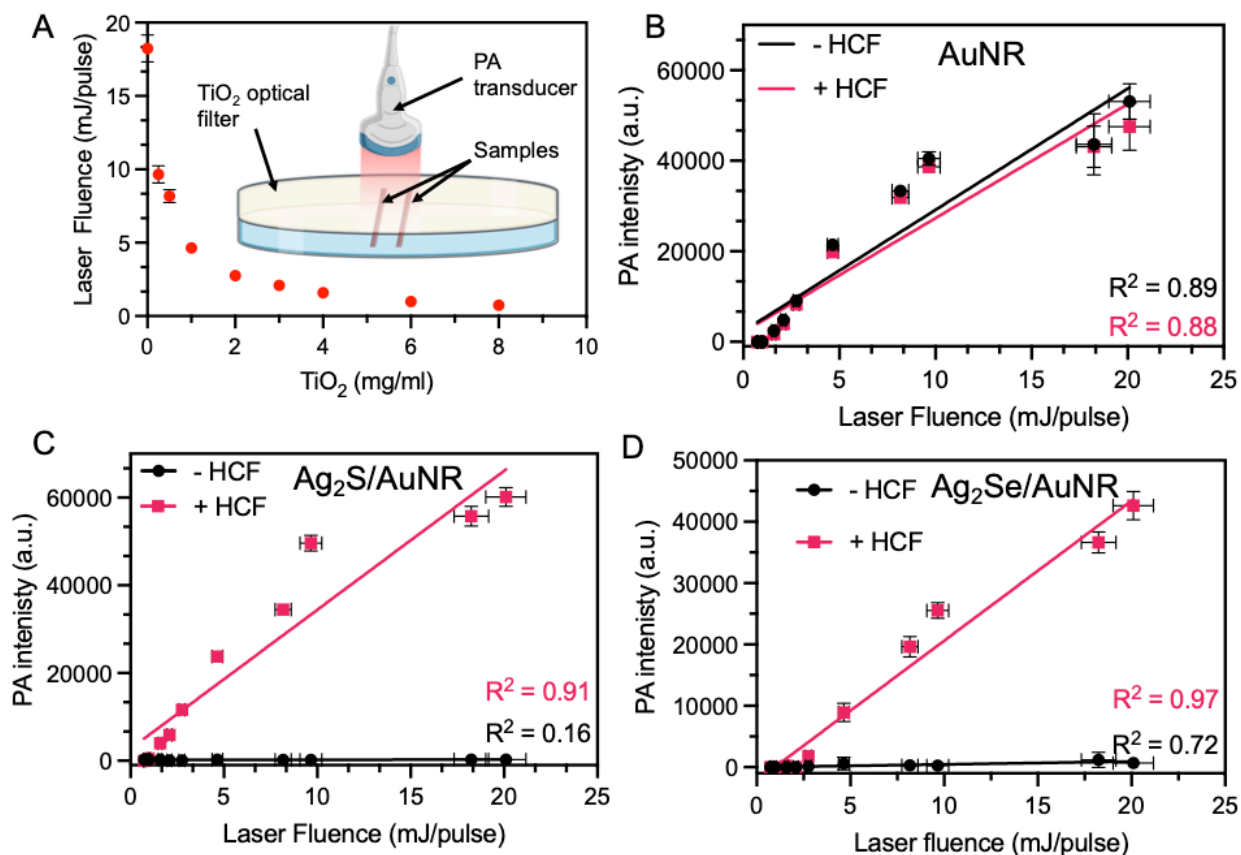 A
Laser Fluence (mJ/pulse)
20
15
10
5
0
0
2
4
6
8
10
TiO₂ (mg/ml)
TiO₂ optical
filter
PA
transducer
Samples
B
- HCF
+ HCF
AuNR
PA intenisty (a.u.)
60000
40000
20000
0
R² = 0.89
R² = 0.88
0
5
10
15
20
25
Laser Fluence (mJ/pulse)
C
- HCF
+ HCF
Ag₂S/AuNR
PA intenisty (a.u.)
60000
40000
20000
0
R² = 0.91
R² = 0.16
0
5
10
15
20
25
Laser Fluence (mJ/pulse)
D
- HCF
+ HCF
Ag₂Se/AuNR
PA intenisty (a.u.)
50000
40000
30000
20000
10000
0
R² = 0.97
R² = 0.72
0
5
10
15
20
25
Laser fluence (mJ/pulse)